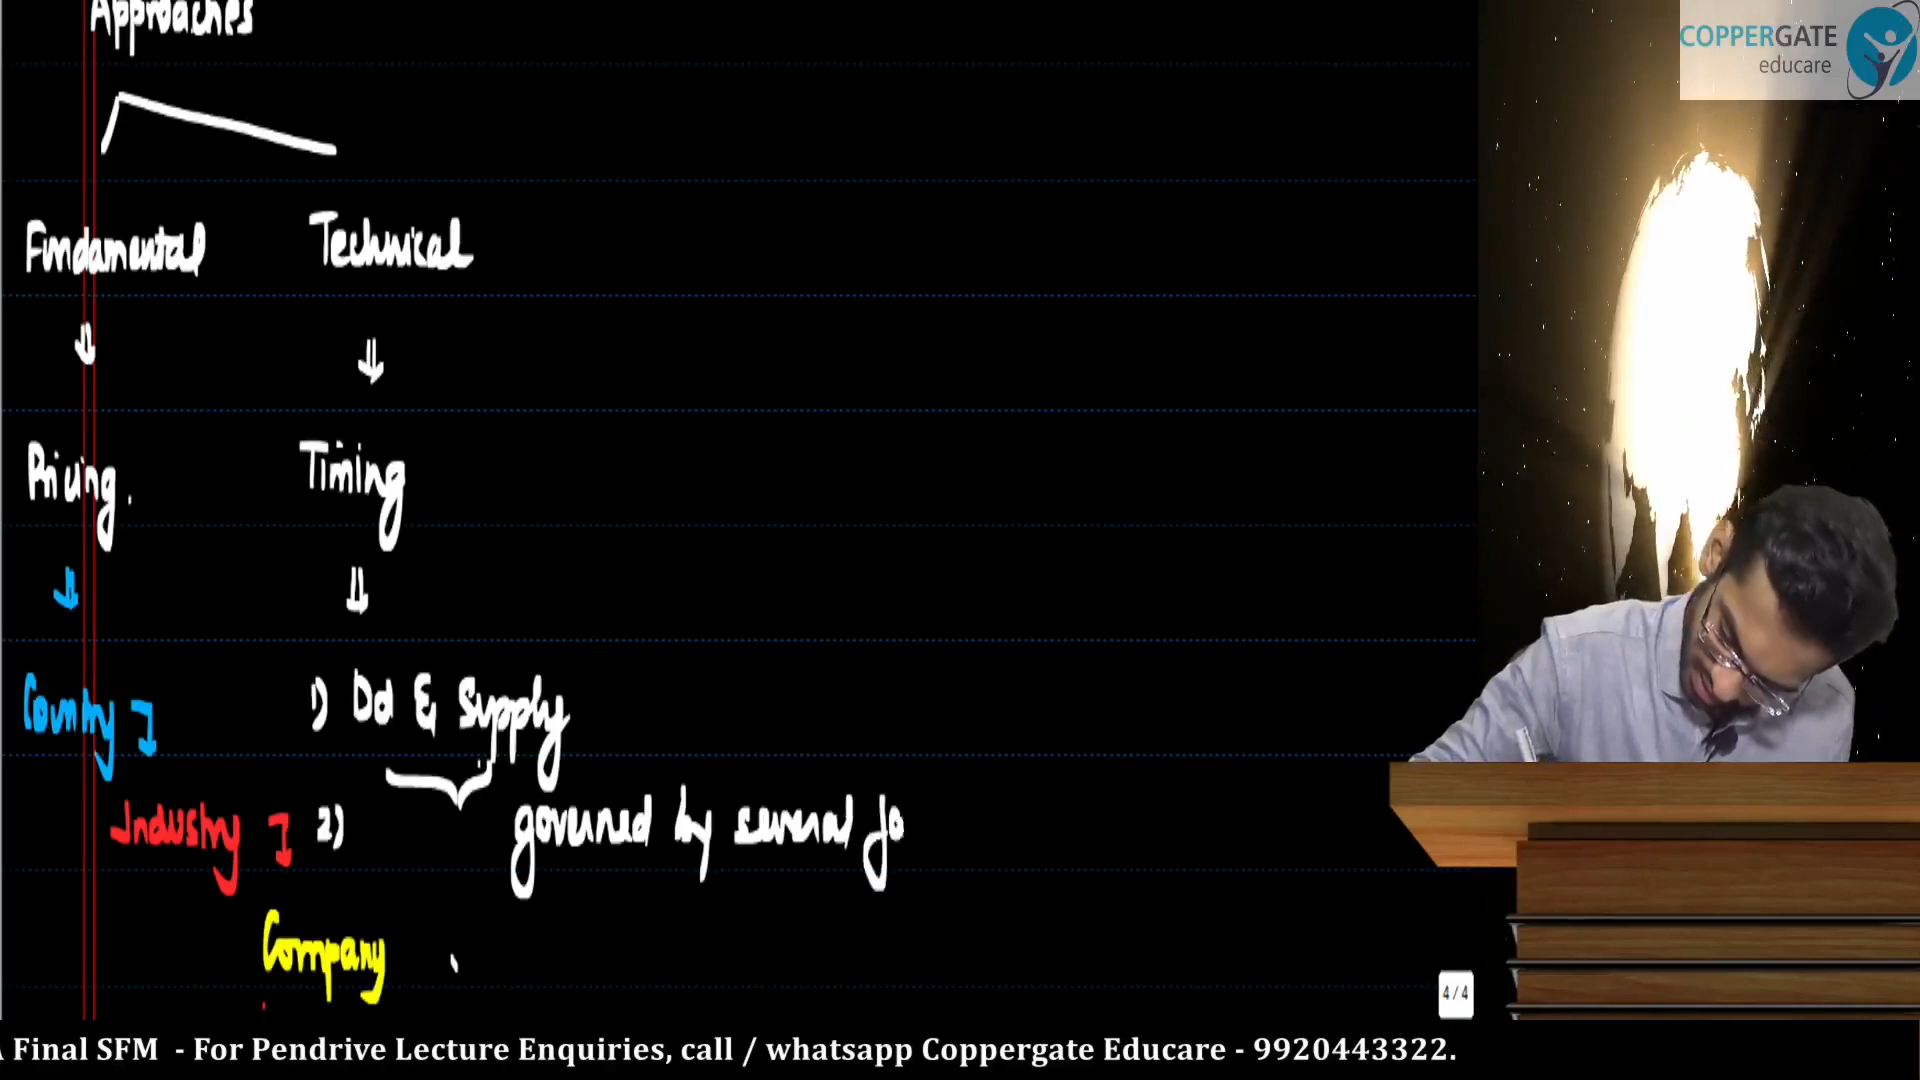 Approaches
COPPERGATE
educare
Fundamental Technical
Pricing. Timing
Country 1) Dd & Supply
Industry 2) governed by several fo
Company
4/4
A Final SFM - For Pendrive Lecture Enquiries, call / whatsapp Coppergate Educare - 9920443322.